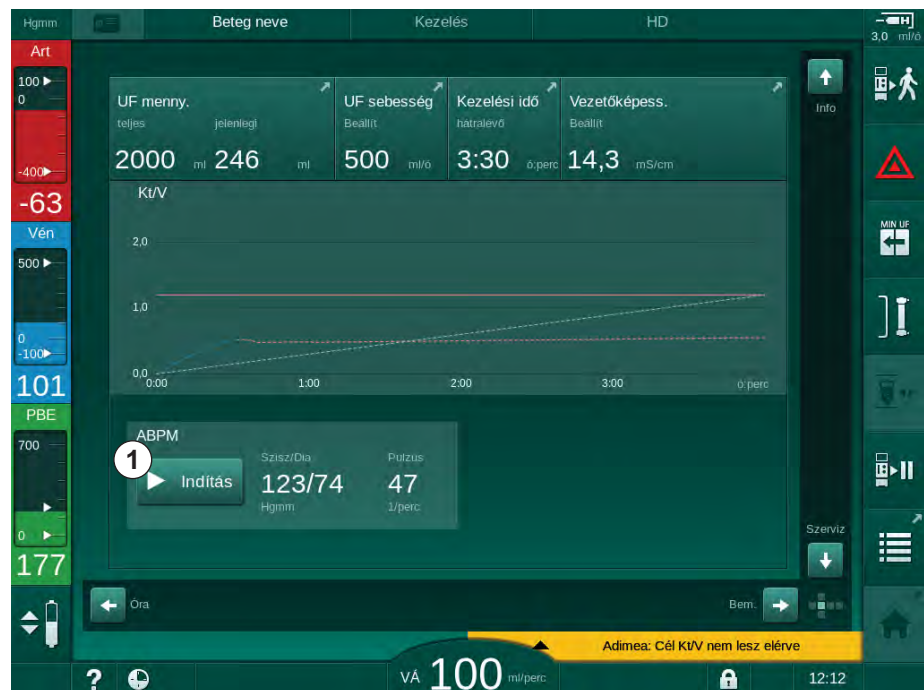 Hgmm Beteg neve Kezelés HD
3,0 ml/ó
Art
100
0
-400
-63
Vén
500
0
-100
101
PBE
700
0
177
UF menny.
teljes jelenlegi
2000 ml 246 ml
UF sebesség
Beállít
500 ml/ó
Kezelési idő
hátralévő
3:30 ó:perc
Vezetőképess.
Beállít
14,3 mS/cm
Info
Kt/V
2,0
1,0
0,0
0:00 1:00 2:00 3:00 ó:perc
ABPM
1
Indítás
Szisz/Dia
123/74
Hgmm
Pulzus
47
1/perc
Szerviz
MIN UF
Óra Bem.
Adimea: Cél Kt/V nem lesz elérve
? VÁ 100 ml/perc 12:12